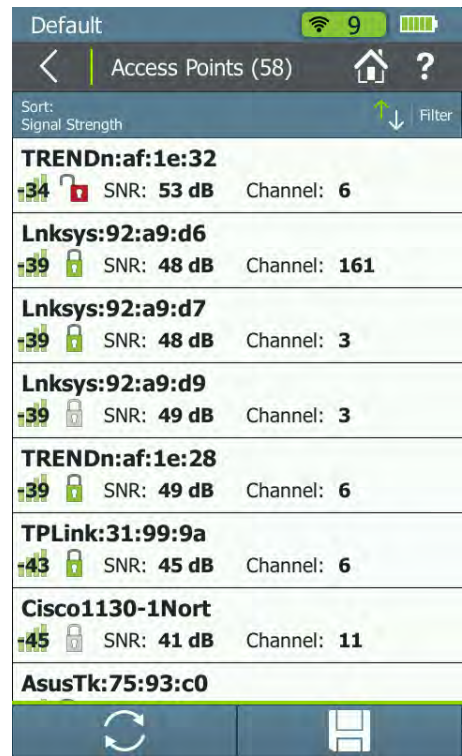 Default 9
Access Points (58) ?
Sort:
Signal Strength Filter
TRENDn:af:1e:32
-34 SNR: 53 dB Channel: 6
Lnksys:92:a9:d6
-39 SNR: 48 dB Channel: 161
Lnksys:92:a9:d7
-39 SNR: 48 dB Channel: 3
Lnksys:92:a9:d9
-39 SNR: 49 dB Channel: 3
TRENDn:af:1e:28
-39 SNR: 49 dB Channel: 6
TPLink:31:99:9a
-43 SNR: 45 dB Channel: 6
Cisco1130-1Nort
-45 SNR: 41 dB Channel: 11
AsusTk:75:93:c0